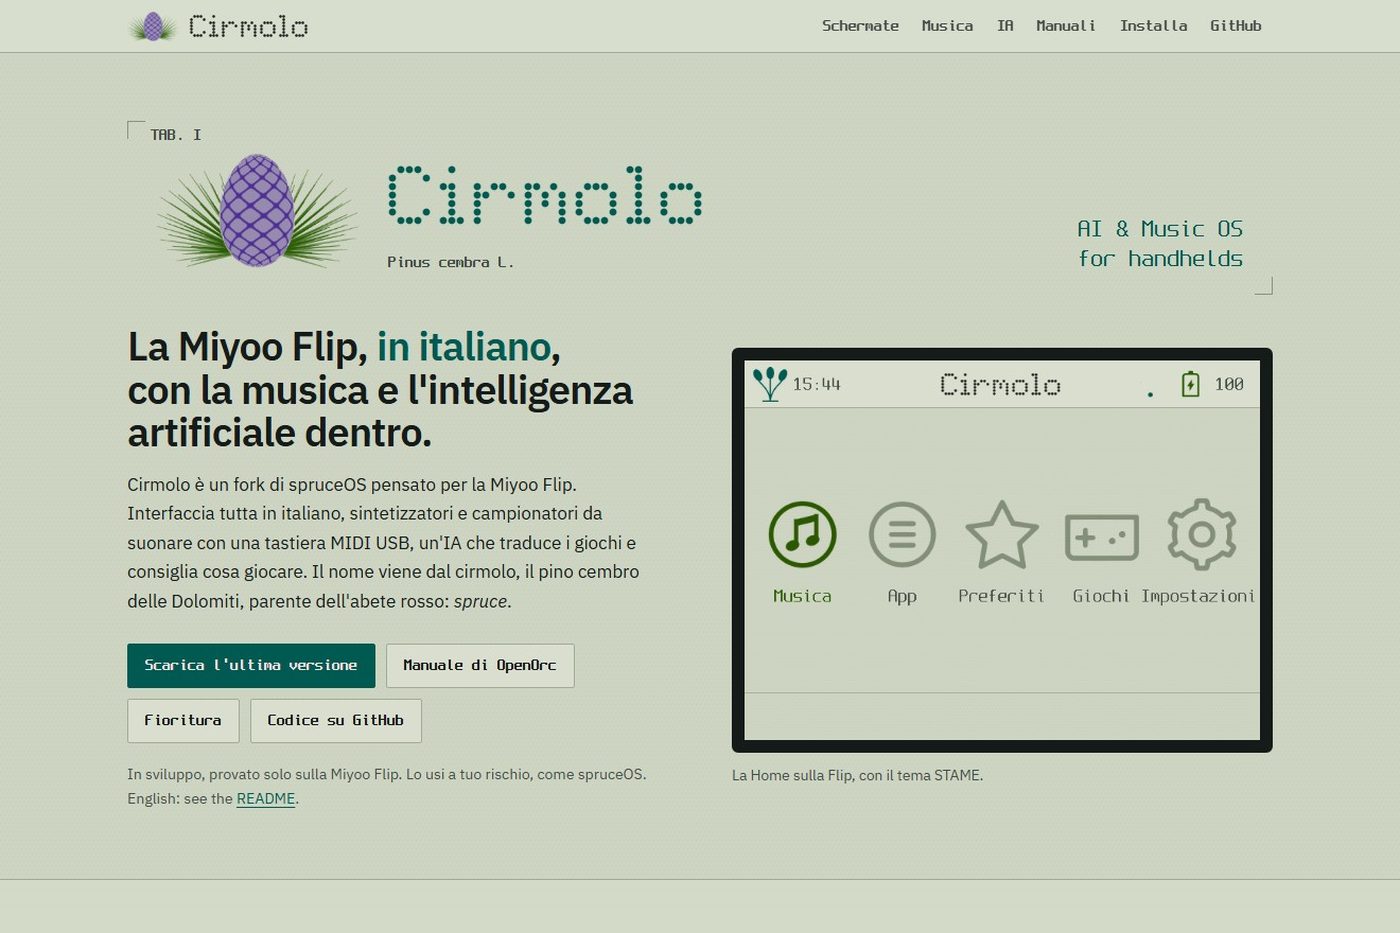 Cirmolo
Schermate Musica IA Manuali Installa GitHub
TAB. I
Cirmolo
Pinus cembra L.
AI & Music OS
for handhelds
La Miyoo Flip, in italiano,
con la musica e l'intelligenza
artificiale dentro.
Cirmolo è un fork di spruceOS pensato per la Miyoo Flip.
Interfaccia tutta in italiano, sintetizzatori e campionatori da
suonare con una tastiera MIDI USB, un'IA che traduce i giochi e
consiglia cosa giocare. Il nome viene dal cirmolo, il pino cembro
delle Dolomiti, parente dell'abete rosso: spruce.
Scarica l'ultima versione Manuale di OpenOrc
Fioritura Codice su GitHub
In sviluppo, provato solo sulla Miyoo Flip. Lo usi a tuo rischio, come spruceOS.
English: see the README.
15:44 Cirmolo 100
Musica App Preferiti Giochi Impostazioni
La Home sulla Flip, con il tema STAME.